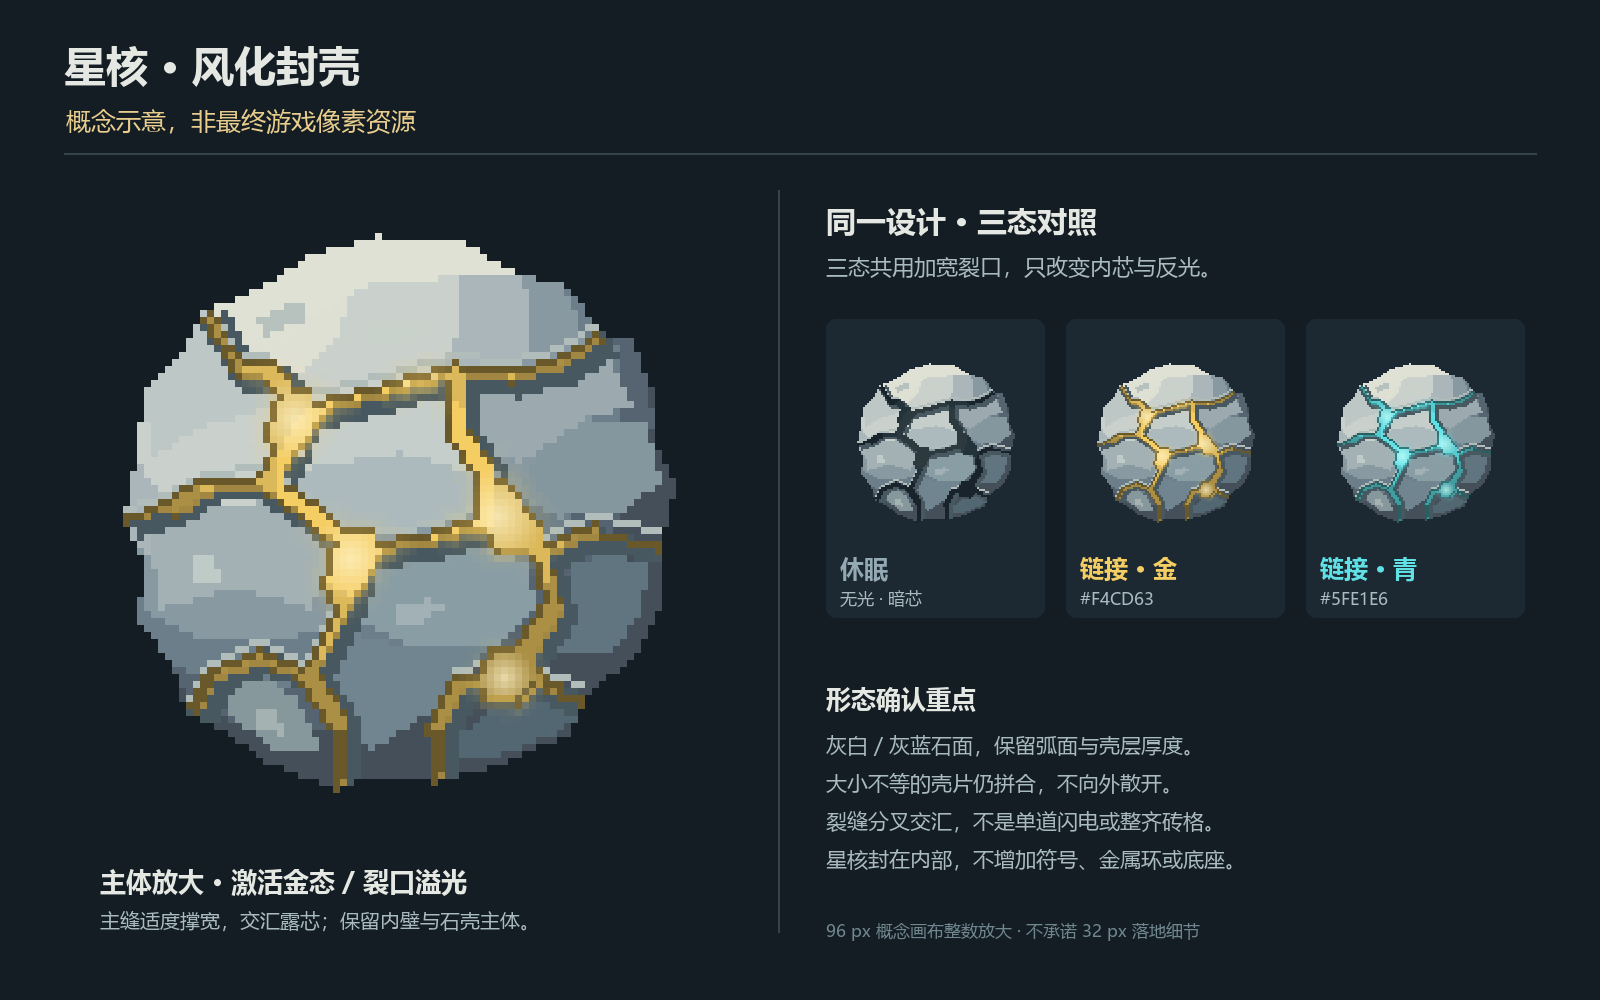 星核·风化封壳
概念示意，非最终游戏像素资源
同一设计·三态对照
三态共用加宽裂口，只改变内芯与反光。
休眠
无光·暗芯
链接·金
#F4CD63
链接·青
#5FE1E6
形态确认重点
灰白 / 灰蓝石面，保留弧面与壳层厚度。
大小不等的壳片仍拼合，不向外散开。
裂缝分叉交汇，不是单道闪电或整齐砖格。
星核封在内部，不增加符号、金属环或底座。
主体放大·激活金态 / 裂口溢光
主缝适度撑宽，交汇露芯；保留内壁与石壳主体。
96 px 概念画布整数放大·不承诺 32 px 落地细节